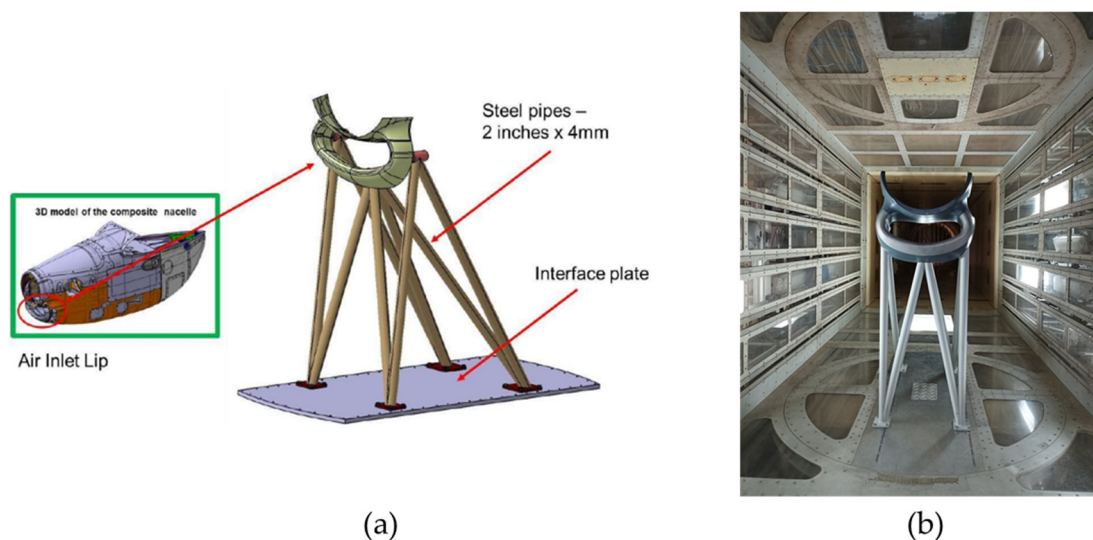 Steel pipes –
2 inches x 4mm
3D model of the composite nacelle
Interface plate
Air Inlet Lip
(a)
(b)